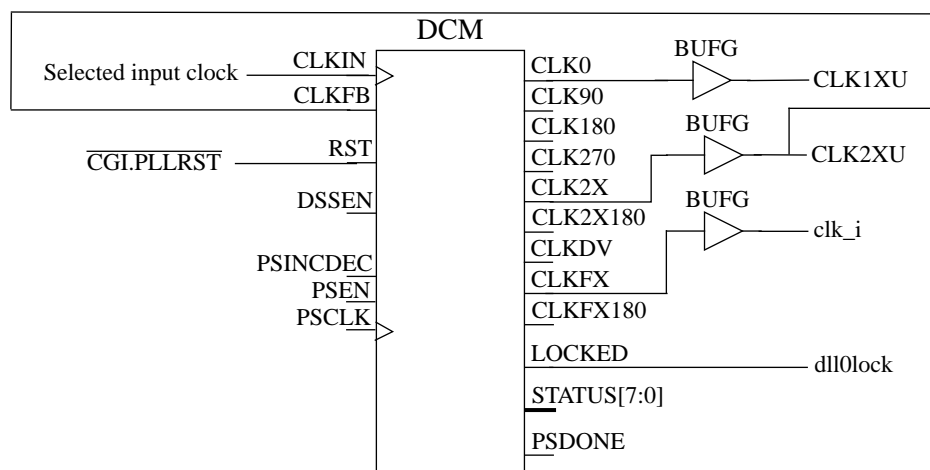 DCM
BUFG
CLKIN
CLK0
Selected input clock
CLK1XU
CLKFB
CLK90
BUFG
CLK180
CGI.PLLRST
RST
CLK270
CLK2XU
CLK2X
BUFG
DSSEN
CLK2X180
clk_i
CLKDV
PSINCDEC
CLKFX
PSEN
CLKFX180
PSCLK
LOCKED
dll0lock
STATUS[7:0]
PSDONE